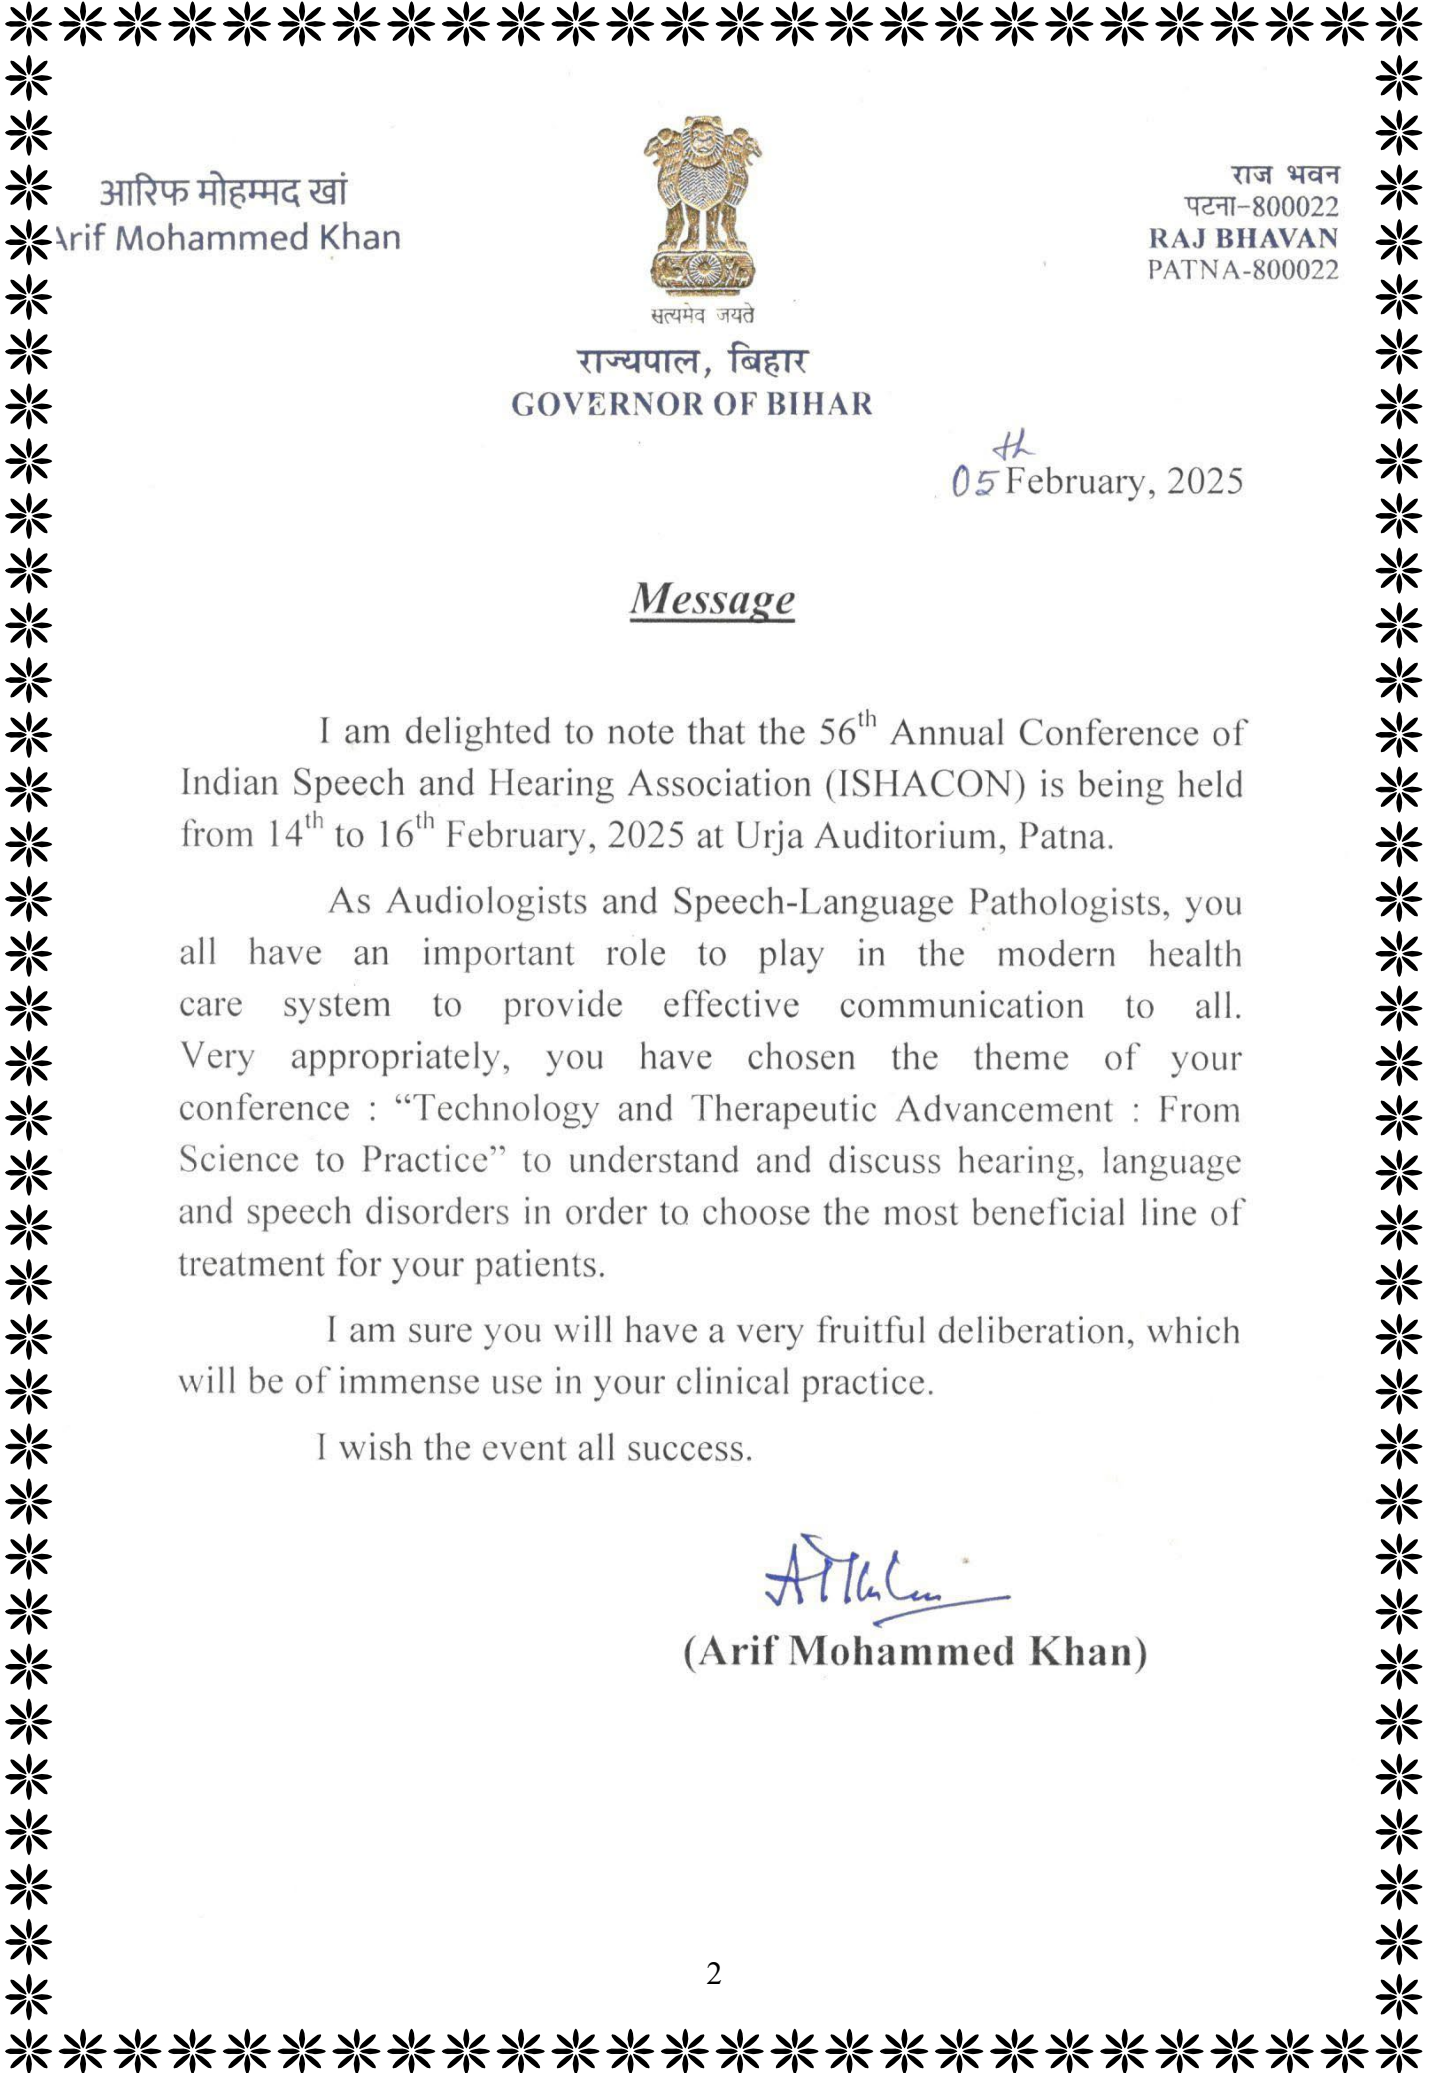 आरिफ मोहम्मद खां
Arif Mohammed Khan
राज भवन
पटना-800022
RAJ BHAVAN
PATNA-800022
सत्यमेव जयते
राज्यपाल, बिहार
GOVERNOR OF BIHAR
05th February, 2025
Message
I am delighted to note that the 56th Annual Conference of
Indian Speech and Hearing Association (ISHACON) is being held
from 14th to 16th February, 2025 at Urja Auditorium, Patna.
As Audiologists and Speech-Language Pathologists, you
all have an important role to play in the modern health
care system to provide effective communication to all.
Very appropriately, you have chosen the theme of your
conference : “Technology and Therapeutic Advancement : From
Science to Practice” to understand and discuss hearing, language
and speech disorders in order to choose the most beneficial line of
treatment for your patients.
I am sure you will have a very fruitful deliberation, which
will be of immense use in your clinical practice.
I wish the event all success.
(Arif Mohammed Khan)
2